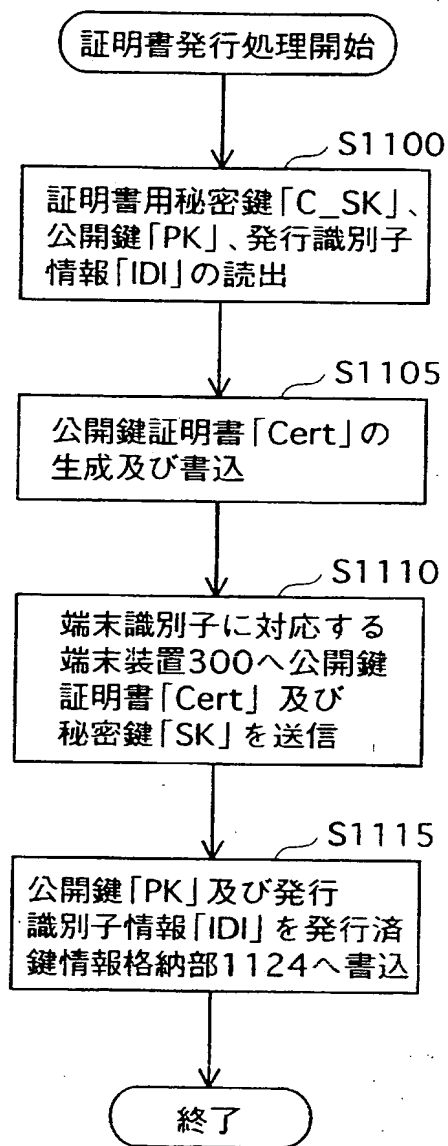 証明書発行処理開始
S1100
証明書用秘密鍵「C_SK」、
公開鍵「PK」、発行識別子
情報「IDI」の読出
S1105
公開鍵証明書「Cert」の
生成及び書込
S1110
端末識別子に対応する
端末装置300へ公開鍵
証明書「Cert」及び
秘密鍵「SK」を送信
S1115
公開鍵「PK」及び発行
識別子情報「IDI」を発行済
鍵情報格納部1124へ書込
終了